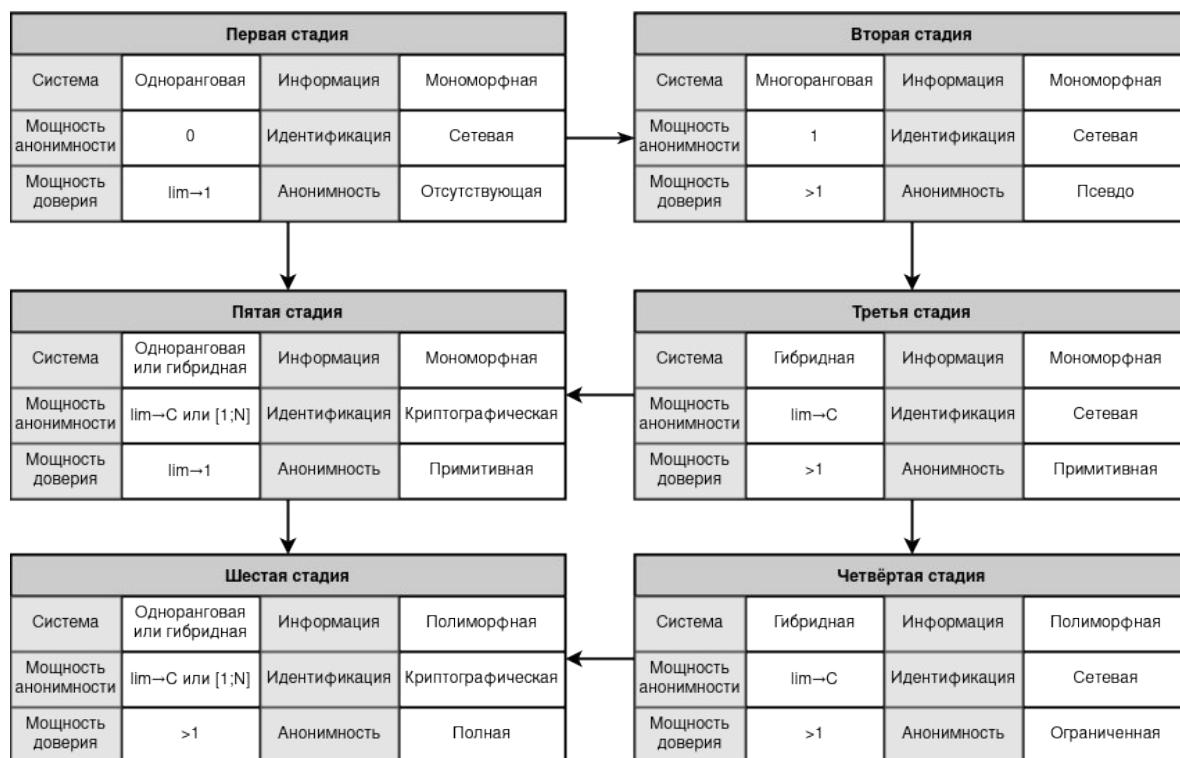 Первая стадия
Система Одноранговая Информация Мономорфная
Мощность
анонимности 0 Идентификация Сетевая
Мощность
доверия lim→1 Анонимность Отсутствующая
Вторая стадия
Система Многоранговая Информация Мономорфная
Мощность
анонимности 1 Идентификация Сетевая
Мощность
доверия >1 Анонимность Псевдо
Пятая стадия
Система Одноранговая
или гибридная Информация Мономорфная
Мощность
анонимности lim→C или [1;N] Идентификация Криптографическая
Мощность
доверия lim→1 Анонимность Примитивная
Третья стадия
Система Гибридная Информация Мономорфная
Мощность
анонимности lim→C Идентификация Сетевая
Мощность
доверия >1 Анонимность Примитивная
Шестая стадия
Система Одноранговая
или гибридная Информация Полиморфная
Мощность
анонимности lim→C или [1;N] Идентификация Криптографическая
Мощность
доверия >1 Анонимность Полная
Четвёртая стадия
Система Гибридная Информация Полиморфная
Мощность
анонимности lim→C Идентификация Сетевая
Мощность
доверия >1 Анонимность Ограниченная